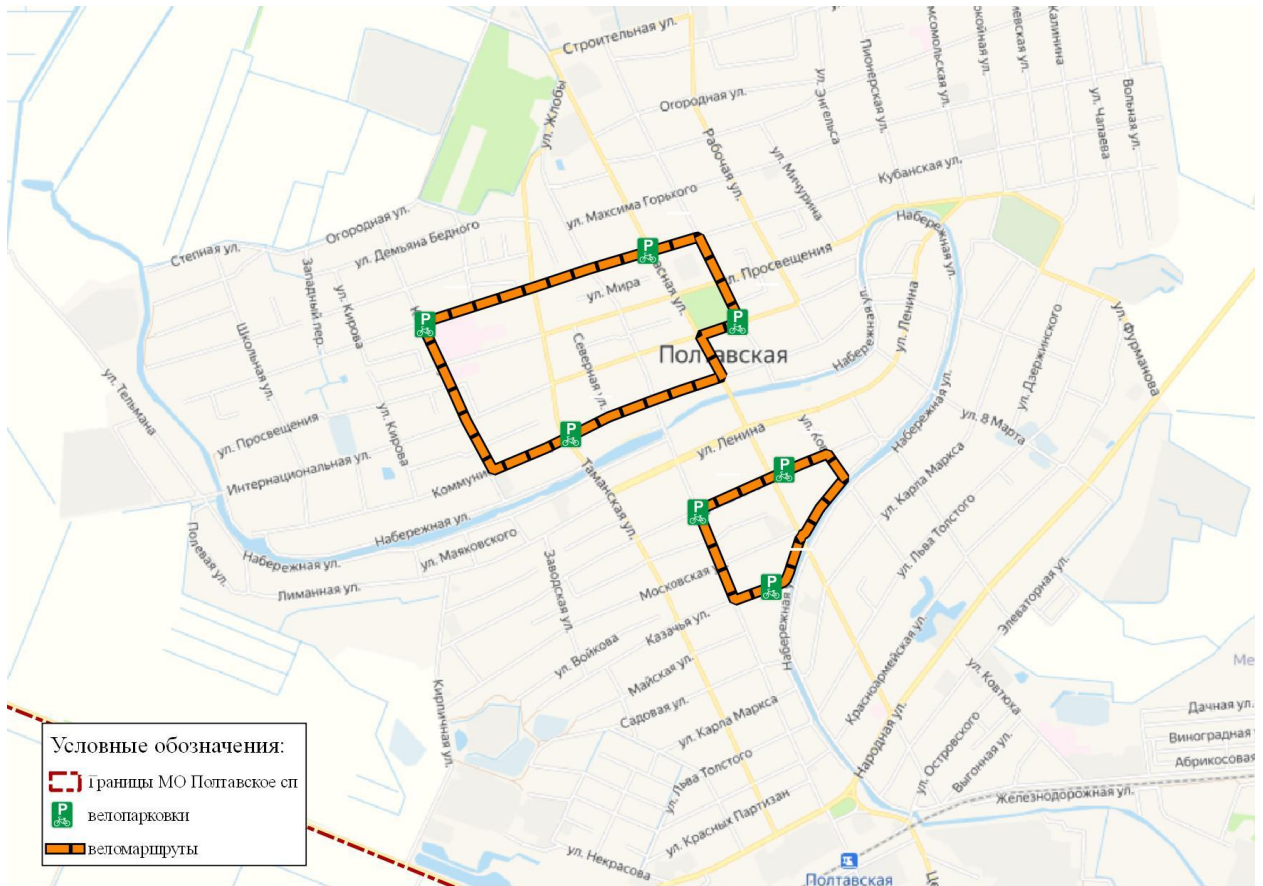 Строительная ул.
Калинина
Вольная ул.
ул. Чапаева
Пионерская ул.
ул. Энгельса
ул. Жлобы
Огородная ул.
Рабочая ул.
ул. Мичурина
Кубанская ул.
ул. Максима Горького
Огородная ул.
Степная ул.
ул. Демьяна Бедного
Набережная ул.
Западный пер.
ул. Кирова
ул. Просвещения
ул. Мира
Школьная ул.
ул. Ленина
ул. Фурманова
ул. Дзержинского
Северная ул.
Полтавская
ул. Тельмана
ул. Просвещения
ул. Кирова
ул. 8 Марта
Набережная ул.
ул. Ленина
Интернациональная ул.
ул. Карла Маркса
Таманская ул.
Набережная ул.
Полевая ул.
Набережная ул.
ул. Маяковского
ул. Льва Толстого
Лиманная ул.
Заводская ул.
Московская ул.
Элеваторная ул.
Казачья ул.
Набережная ул.
ул. Войкова
Майская ул.
Садовая ул.
Красноармейская ул.
ул. Ковтюха
Кирпичная ул.
ул. Карла Маркса
Народная ул.
ул. Островского
Выгонная ул.
Дачная ул.
Виноградная
Абрикосовая
ул. Льва Толстого
Железнодорожная ул.
ул. Красных Партизан
ул. Некрасова
Полтавская
P
P
P
P
P
P
P
Условные обозначения:
Границы МО Полтавское сп
P велопарковки
веломаршруты